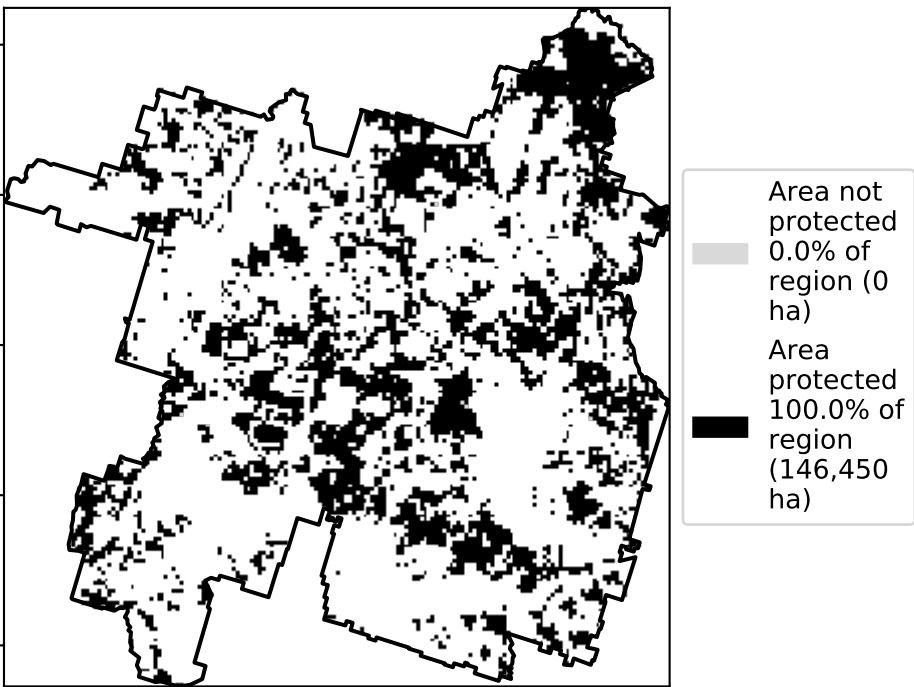 Area not
protected
0.0% of
region (0
ha)
Area
protected
100.0% of
region
(146,450
ha)